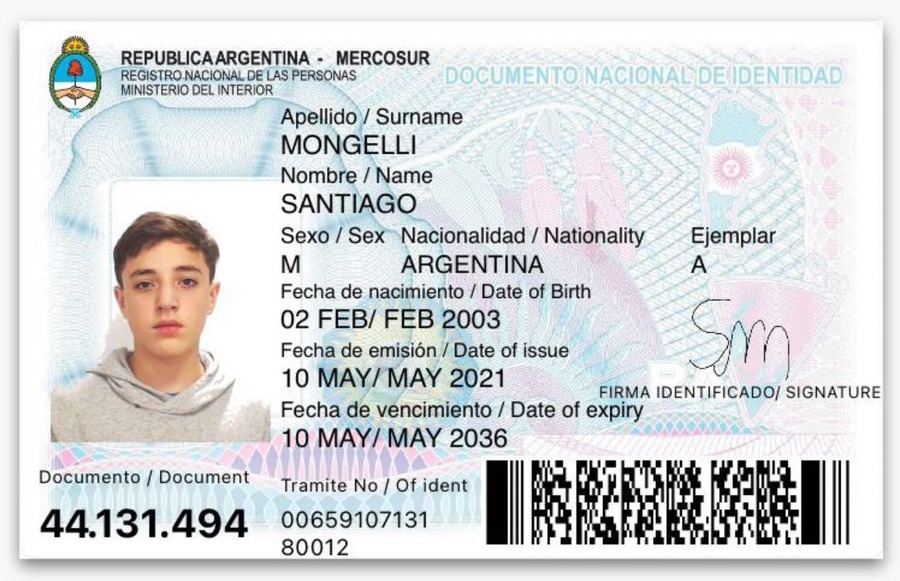 REPUBLICA ARGENTINA - MERCOSUR
REGISTRO NACIONAL DE LAS PERSONAS
MINISTERIO DEL INTERIOR
DOCUMENTO NACIONAL DE IDENTIDAD
Apellido / Surname
MONGELLI
Nombre / Name
SANTIAGO
Sexo / Sex Nacionalidad / Nationality Ejemplar
M ARGENTINA A
Fecha de nacimiento / Date of Birth
02 FEB/ FEB 2003
Fecha de emisión / Date of issue
10 MAY/ MAY 2021
FIRMA IDENTIFICADO/ SIGNATURE
Fecha de vencimiento / Date of expiry
10 MAY/ MAY 2036
Documento / Document
44.131.494
Tramite No / Of ident
00659107131
80012